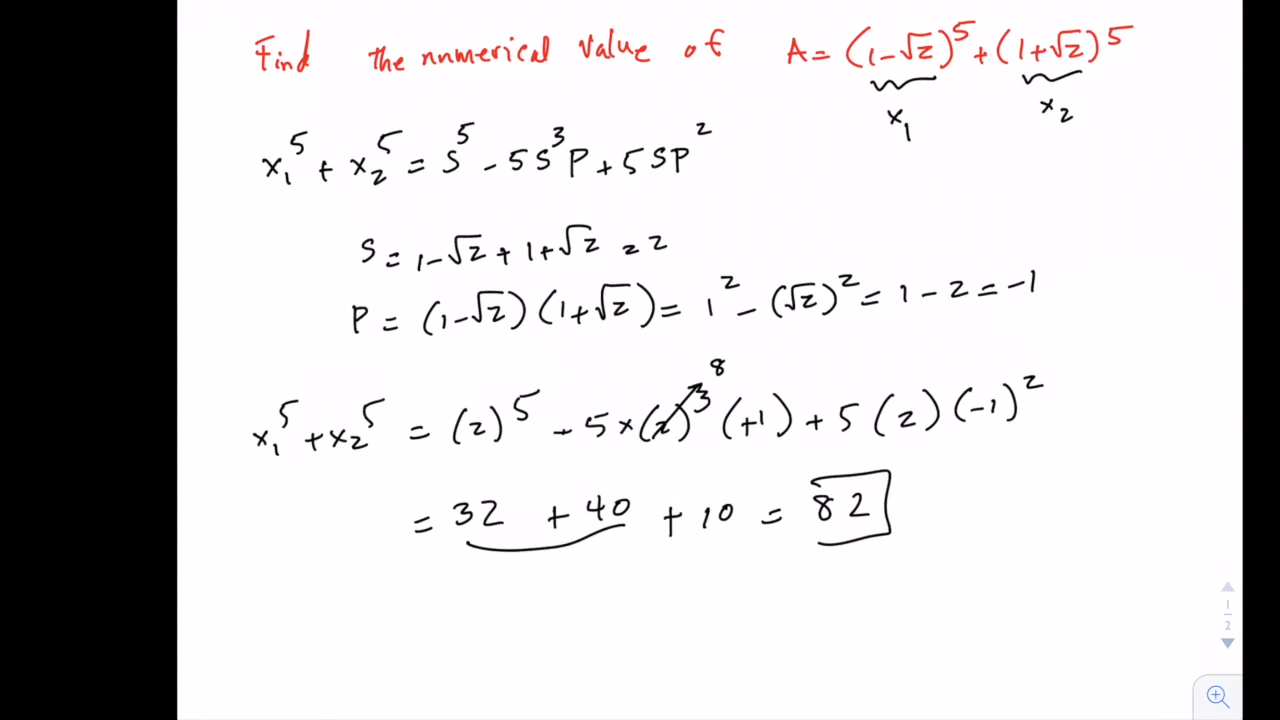 Find the numerical value of A = (1-√2)^5 + (1+√2)^5
x₁ x₂
x₁^5 + x₂^5 = S^5 - 5S^3P + 5SP^2
S = 1-√2 + 1+√2 = 2
P = (1-√2)(1+√2) = 1^2 - (√2)^2 = 1 - 2 = -1
8
x₁^5 + x₂^5 = (2)^5 + 5×(2)^3 (+1) + 5(2)(-1)^2
= 32 + 40 + 10 = 82
1
2